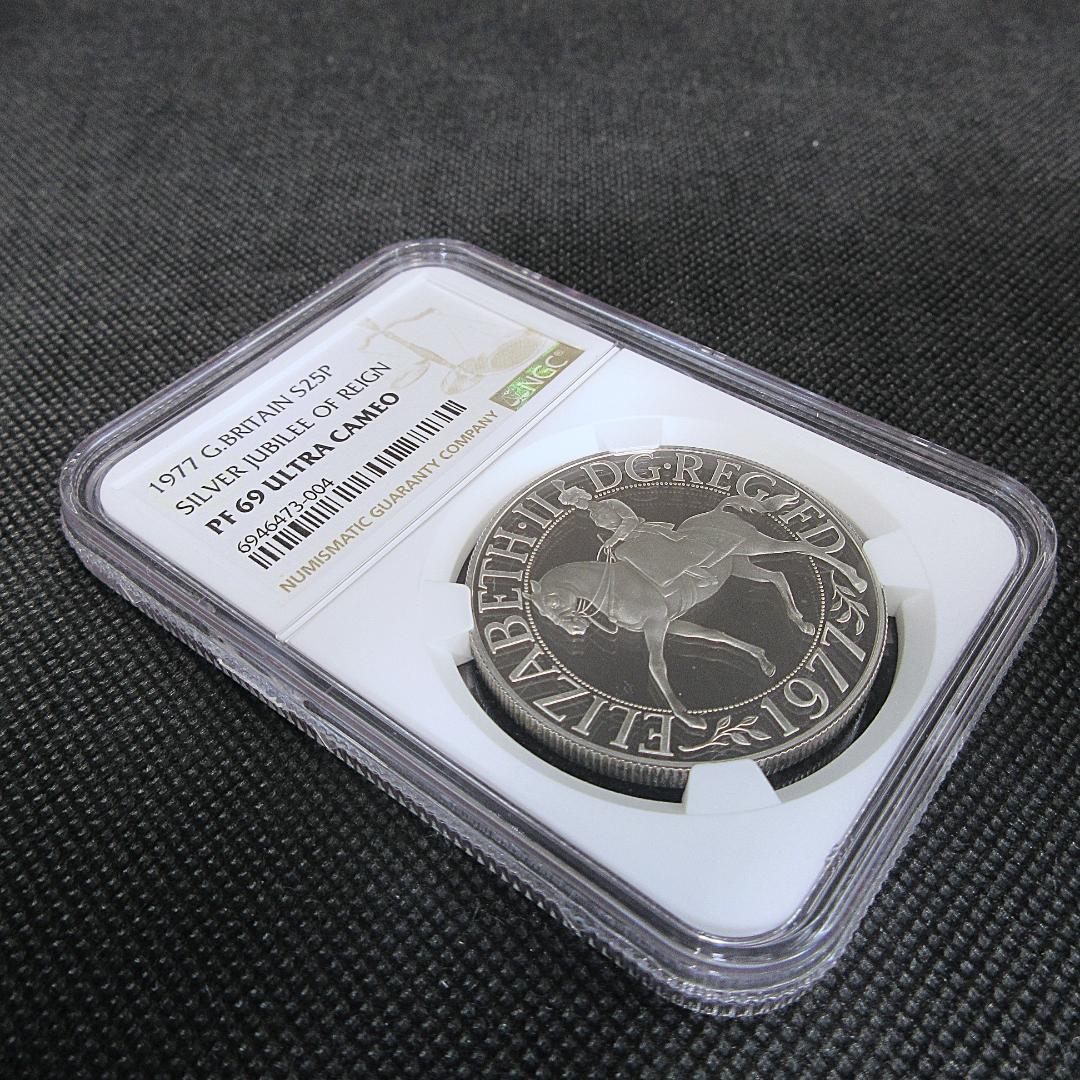 1977 G.BRITAIN S25P
SILVER JUBILEE OF REIGN
PF 69 ULTRA CAMEO
6946473-004
NUMISMATIC GUARANTY COMPANY
NGC®
ELIZABETH·II DG·REG FD 1977